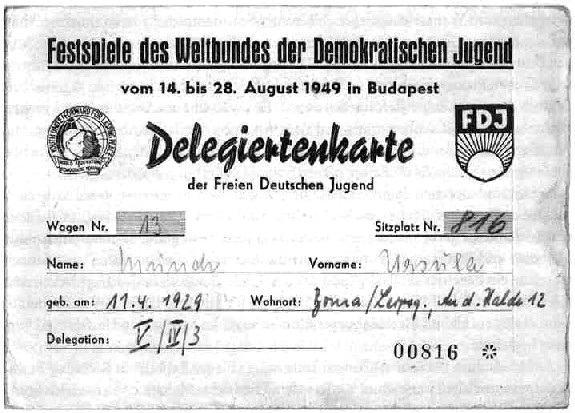 Festspiele des Weltbundes der Demokratischen Jugend
vom 14. bis 28. August 1949 in Budapest
FDJ
Delegiertenkarte
der Freien Deutschen Jugend
Wagen Nr. 13 Sitzplatz Nr. 816
Name: Münch Vorname: Ursula
geb. am: 11.4.1929 Wohnort: Borna/Leipzig, An d. Halde 12
Delegation: V/IV/3
00816 *